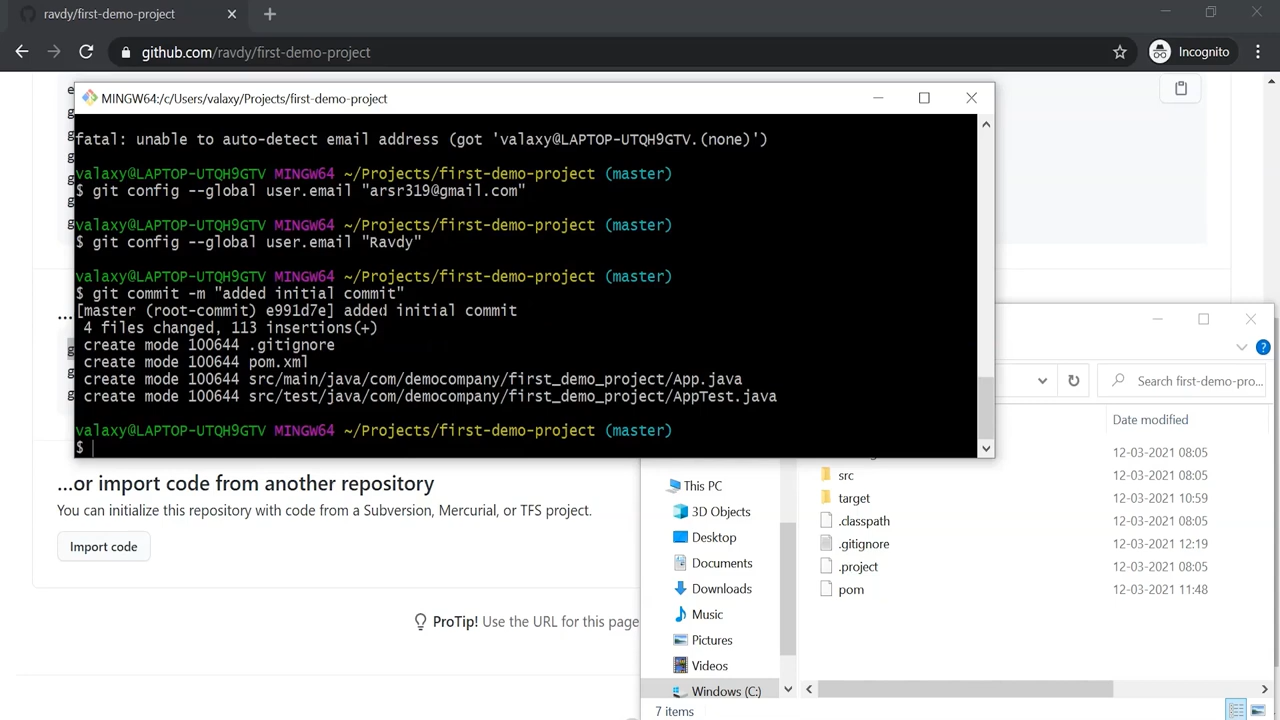 ravdy/first-demo-project
github.com/ravdy/first-demo-project
Incognito
MINGW64:/c/Users/valaxy/Projects/first-demo-project
fatal: unable to auto-detect email address (got 'valaxy@LAPTOP-UTQH9GTV.(none)')
valaxy@LAPTOP-UTQH9GTV MINGW64 ~/Projects/first-demo-project (master)
$ git config --global user.email "arsr319@gmail.com"
valaxy@LAPTOP-UTQH9GTV MINGW64 ~/Projects/first-demo-project (master)
$ git config --global user.email "Ravdy"
valaxy@LAPTOP-UTQH9GTV MINGW64 ~/Projects/first-demo-project (master)
$ git commit -m "added initial commit"
[master (root-commit) e991d7e] added initial commit
4 files changed, 113 insertions(+)
create mode 100644 .gitignore
create mode 100644 pom.xml
create mode 100644 src/main/java/com/democompany/first_demo_project/App.java
create mode 100644 src/test/java/com/democompany/first_demo_project/AppTest.java
valaxy@LAPTOP-UTQH9GTV MINGW64 ~/Projects/first-demo-project (master)
$
…or import code from another repository
You can initialize this repository with code from a Subversion, Mercurial, or TFS project.
Import code
ProTip! Use the URL for this page
Search first-demo-pro...
Date modified
12-03-2021 08:05
src 12-03-2021 08:05
target 12-03-2021 10:59
.classpath 12-03-2021 08:05
.gitignore 12-03-2021 12:19
.project 12-03-2021 08:05
pom 12-03-2021 11:48
This PC
3D Objects
Desktop
Documents
Downloads
Music
Pictures
Videos
Windows (C:)
7 items